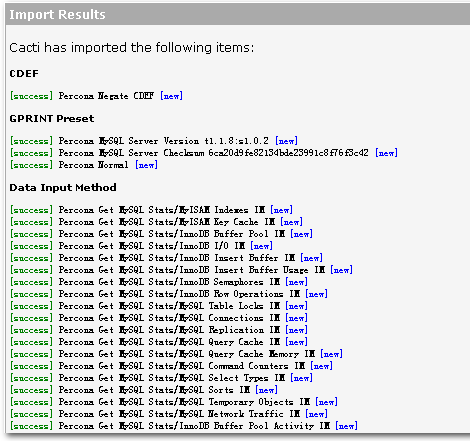 Import Results
Cacti has imported the following items:
CDEF
[success] Percona Negate CDEF [new]
GPRINT Preset
[success] Percona MySQL Server Version t1.1.8:s1.0.2 [new]
[success] Percona MySQL Server Checksum 6ca20d9fe82134bde23991c8f76f3c42 [new]
[success] Percona Normal [new]
Data Input Method
[success] Percona Get MySQL Stats/MyISAM Indexes IM [new]
[success] Percona Get MySQL Stats/MyISAM Key Cache IM [new]
[success] Percona Get MySQL Stats/InnoDB Buffer Pool IM [new]
[success] Percona Get MySQL Stats/InnoDB I/O IM [new]
[success] Percona Get MySQL Stats/InnoDB Insert Buffer IM [new]
[success] Percona Get MySQL Stats/InnoDB Insert Buffer Usage IM [new]
[success] Percona Get MySQL Stats/InnoDB Semaphores IM [new]
[success] Percona Get MySQL Stats/InnoDB Row Operations IM [new]
[success] Percona Get MySQL Stats/MySQL Table Locks IM [new]
[success] Percona Get MySQL Stats/MySQL Connections IM [new]
[success] Percona Get MySQL Stats/MySQL Replication IM [new]
[success] Percona Get MySQL Stats/MySQL Query Cache IM [new]
[success] Percona Get MySQL Stats/MySQL Query Cache Memory IM [new]
[success] Percona Get MySQL Stats/MySQL Command Counters IM [new]
[success] Percona Get MySQL Stats/MySQL Select Types IM [new]
[success] Percona Get MySQL Stats/MySQL Sorts IM [new]
[success] Percona Get MySQL Stats/MySQL Temporary Objects IM [new]
[success] Percona Get MySQL Stats/MySQL Network Traffic IM [new]
[success] Percona Get MySQL Stats/InnoDB Buffer Pool Activity IM [new]